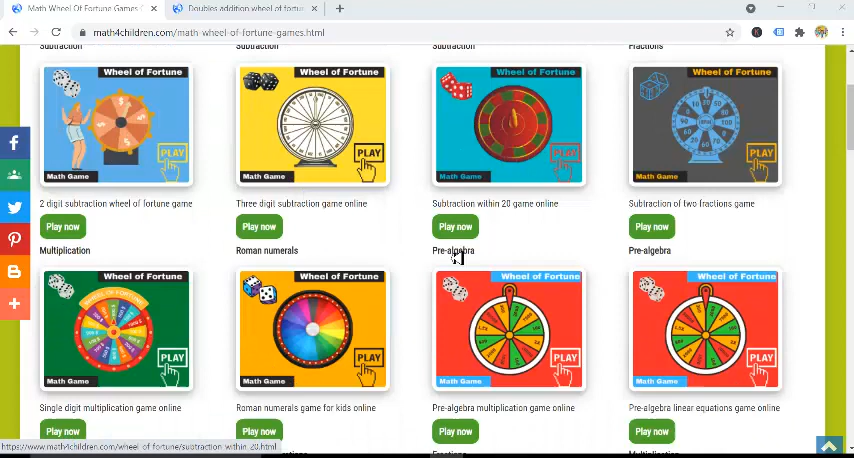 Math Wheel Of Fortune Games O
Doubles addition wheel of fortun
math4children.com/math-wheel-of-fortune-games.html
Subtraction
Subtraction
Subtraction
Fractions
Wheel of Fortune
Wheel of Fortune
Wheel of Fortune
Wheel of Fortune
PLAY
PLAY
PLAY
PLAY
Math Game
Math Game
Math Game
Math Game
2 digit subtraction wheel of fortune game
Three digit subtraction game online
Subtraction within 20 game online
Subtraction of two fractions game
Play now
Play now
Play now
Play now
Multiplication
Roman numerals
Pre-algebra
Pre-algebra
Wheel of Fortune
Wheel of Fortune
Wheel of Fortune
Wheel of Fortune
PLAY
PLAY
PLAY
PLAY
Math Game
Math Game
Math Game
Math Game
Single digit multiplication game online
Roman numerals game for kids online
Pre-algebra multiplication game online
Pre-algebra linear equations game online
Play now
Play now
Play now
Play now
https://www.math4children.com/wheel_of_fortune/subtraction_within_20.html